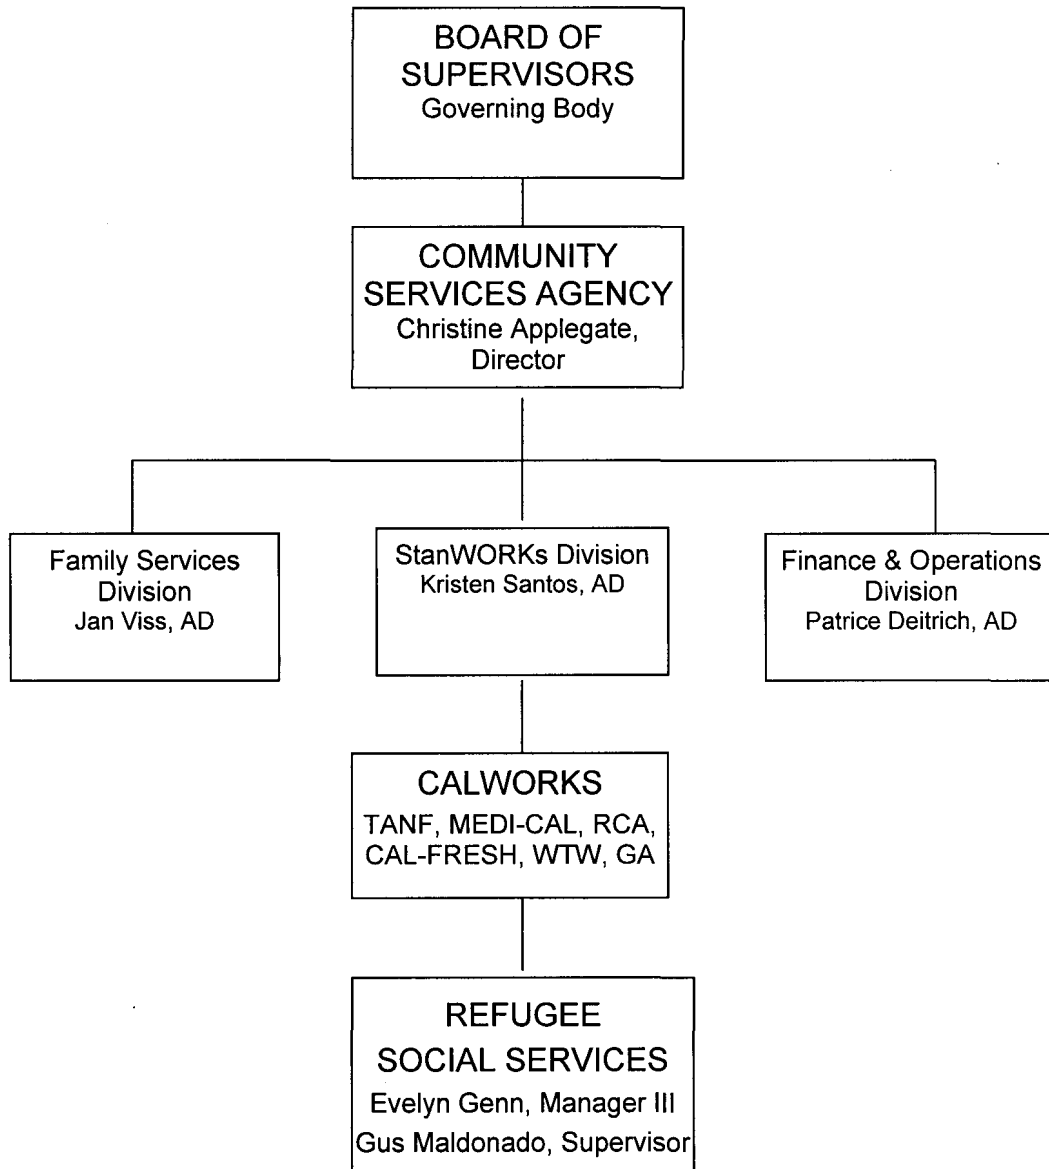 BOARD OF
SUPERVISORS
Governing Body
COMMUNITY
SERVICES AGENCY
Christine Applegate,
Director
Family Services
Division
Jan Viss, AD
StanWORKs Division
Kristen Santos, AD
Finance & Operations
Division
Patrice Deitrich, AD
CALWORKS
TANF, MEDI-CAL, RCA,
CAL-FRESH, WTW, GA
REFUGEE
SOCIAL SERVICES
Evelyn Genn, Manager III
Gus Maldonado, Supervisor